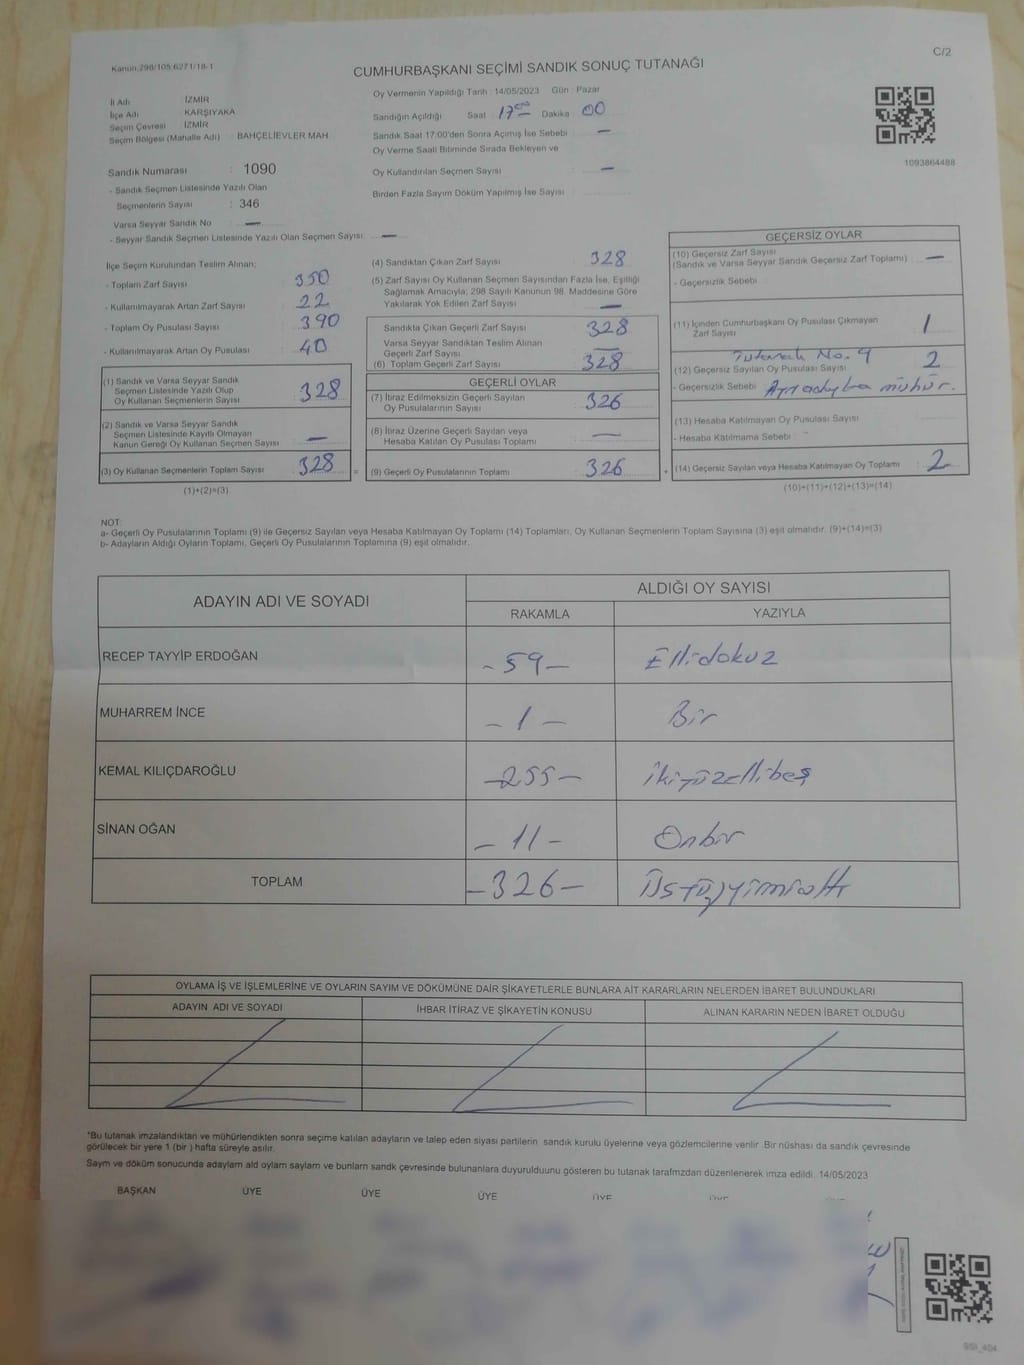 Kanun:298/105 6271/18-1
C/2
CUMHURBAŞKANI SEÇİMİ SANDIK SONUÇ TUTANAĞI
İl Adı İZMİR
İlçe Adı KARŞIYAKA
Seçim Çevresi İZMİR
Seçim Bölgesi (Mahalle Adı) : BAHÇELİEVLER MAH.
Oy Vermenin Yapıldığı Tarih : 14/05/2023 Gün : Pazar
Sandığın Açıldığı Saat : 17 00 Dakika : 00
Sandık Saat 17:00'den Sonra Açımış İse Sebebi : —
Oy Verme Saati Bitiminde Sırada Bekleyen ve
Oy Kullandırılan Seçmen Sayısı : —
Birden Fazla Sayım Döküm Yapılmış İse Sayısı :
1093864488
Sandık Numarası : 1090
- Sandık Seçmen Listesinde Yazılı Olan
Seçmenlerin Sayısı : 346
Varsa Seyyar Sandık No : —
- Seyyar Sandık Seçmen Listesinde Yazılı Olan Seçmen Sayısı: —
İlçe Seçim Kurulundan Teslim Alınan;
- Toplam Zarf Sayısı : 350
- Kullanılmayarak Artan Zarf Sayısı : 22
- Toplam Oy Pusulası Sayısı : 390
- Kullanılmayarak Artan Oy Pusulası : 40
(1) Sandık ve Varsa Seyyar Sandık
Seçmen Listesinde Yazılı Olup
Oy Kullanan Seçmenlerin Sayısı : 328
(2) Sandık ve Varsa Seyyar Sandık
Seçmen Listesinde Kayıtlı Olmayan
Kanun Gereği Oy Kullanan Seçmen Sayısı : —
(3) Oy Kullanan Seçmenlerin Toplam Sayısı : 328
(1)+(2)=(3)
(4) Sandıktan Çıkan Zarf Sayısı : 328
(5) Zarf Sayısı Oy Kullanan Seçmen Sayısından Fazla İse, Eşitliği
Sağlamak Amacıyla; 298 Sayılı Kanunun 98. Maddesine Göre
Yakılarak Yok Edilen Zarf Sayısı : —
Sandıkta Çıkan Geçerli Zarf Sayısı : 328
Varsa Seyyar Sandıktan Teslim Alınan
Geçerli Zarf Sayısı : —
(6) Toplam Geçerli Zarf Sayısı : 328
GEÇERLİ OYLAR
(7) İtiraz Edilmeksizin Geçerli Sayılan
Oy Pusulalarının Sayısı : 326
(8) İtiraz Üzerine Geçerli Sayılan veya
Hesaba Katılan Oy Pusulası Toplamı : —
(9) Geçerli Oy Pusulalarının Toplamı : 326
GEÇERSİZ OYLAR
(10) Geçersiz Zarf Sayısı
(Sandık ve Varsa Seyyar Sandık Geçersiz Zarf Toplamı) : —
- Geçersizlik Sebebi :
(11) İçinden Cumhurbaşkanı Oy Pusulası Çıkmayan
Zarf Sayısı : 1
Tutanak No. 9
(12) Geçersiz Sayılan Oy Pusulası Sayısı : 2
- Geçersizlik Sebebi : Aynı adayba mühür.
(13) Hesaba Katılmayan Oy Pusulası Sayısı :
- Hesaba Katılmama Sebebi :
(14) Geçersiz Sayılan veya Hesaba Katılmayan Oy Toplamı : 2
(10)+(11)+(12)+(13)=(14)
NOT:
a- Geçerli Oy Pusulalarının Toplamı (9) ile Geçersiz Sayılan veya Hesaba Katılmayan Oy Toplamı (14) Toplamları, Oy Kullanan Seçmenlerin Toplam Sayısına (3) eşit olmalıdır. (9)+(14)=(3)
b- Adayların Aldığı Oyların Toplamı, Geçerli Oy Pusulalarının Toplamına (9) eşit olmalıdır.
ADAYIN ADI VE SOYADI
ALDIĞI OY SAYISI
RAKAMLA YAZIYLA
RECEP TAYYİP ERDOĞAN - 59 - Ellidokuz
MUHARREM İNCE - 1 - Bir
KEMAL KILIÇDAROĞLU - 255 - ikiyüzellibeş
SİNAN OĞAN - 11 - Onbir
TOPLAM - 326 -
OYLAMA İŞ VE İŞLEMLERİNE VE OYLARIN SAYIM VE DÖKÜMÜNE DAİR ŞİKAYETLERLE BUNLARA AİT KARARLARIN NELERDEN İBARET BULUNDUKLARI
ADAYIN ADI VE SOYADI İHBAR İTİRAZ VE ŞİKAYETİN KONUSU ALINAN KARARIN NEDEN İBARET OLDUĞU
*Bu tutanak imzalandıktan ve mühürlendikten sonra seçime katılan adayların ve talep eden siyasi partilerin sandık kurulu üyelerine veya gözlemcilerine verilir. Bir nüshası da sandık çevresinde
görülecek bir yere 1 (bir ) hafta süreyle asılır.
Sayım ve döküm sonucunda adaylam ald oylam saylam ve bunlarn sandk çevresinde bulunanlara duyurulduunu gösteren bu tutanak tarafmzdan düzenlenerek imza edildi. 14/05/2023
BAŞKAN ÜYE ÜYE ÜYE ÜYE
SSI_404